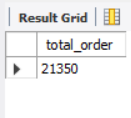 Result Grid
total_order
21350